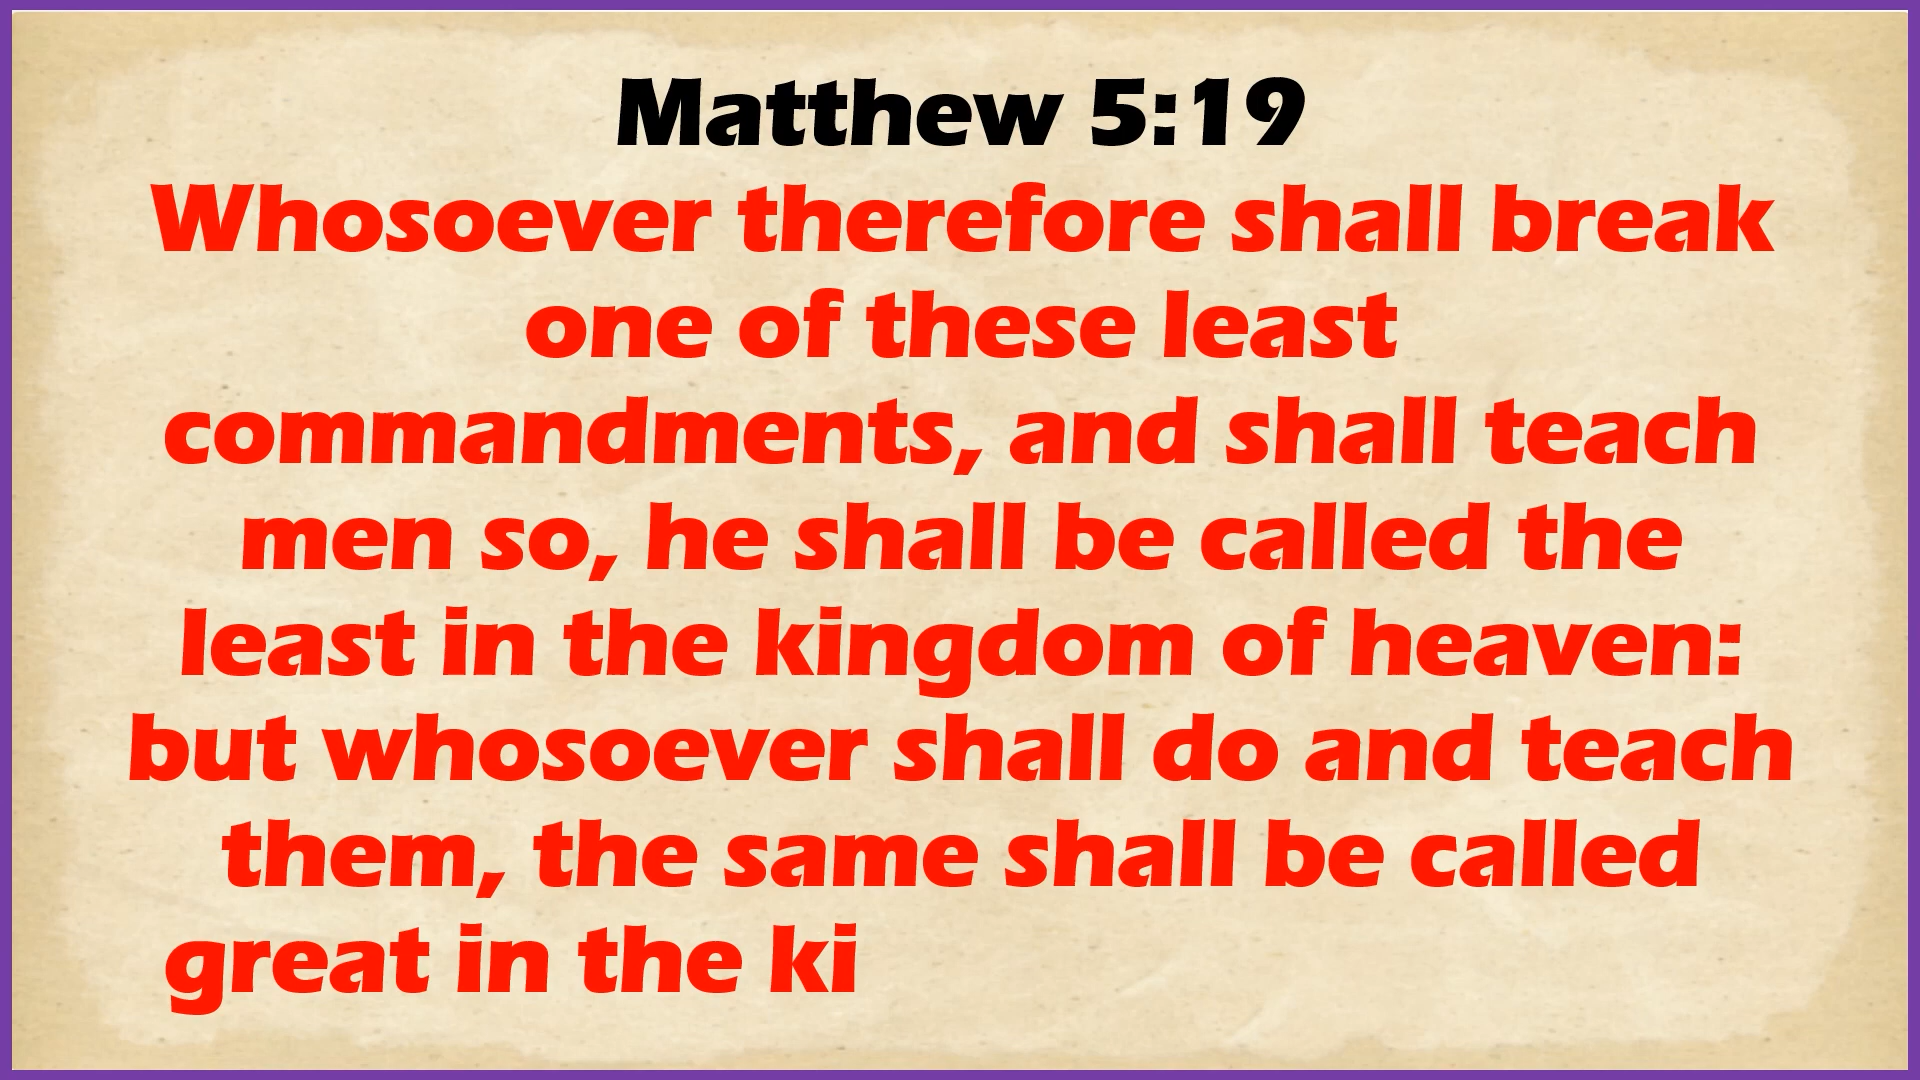 Matthew 5:19
Whosoever therefore shall break
one of these least
commandments, and shall teach
men so, he shall be called the
least in the kingdom of heaven:
but whosoever shall do and teach
them, the same shall be called
great in the ki